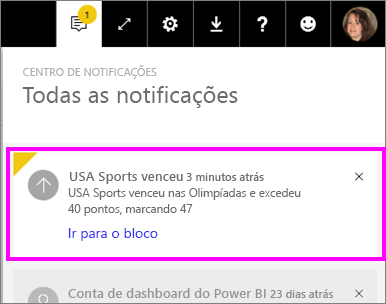 1
?
CENTRO DE NOTIFICAÇÕES
Todas as notificações
USA Sports venceu 3 minutos atrás
USA Sports venceu nas Olimpíadas e excedeu
40 pontos, marcando 47
Ir para o bloco
Conta de dashboard do Power BI 23 dias atrás